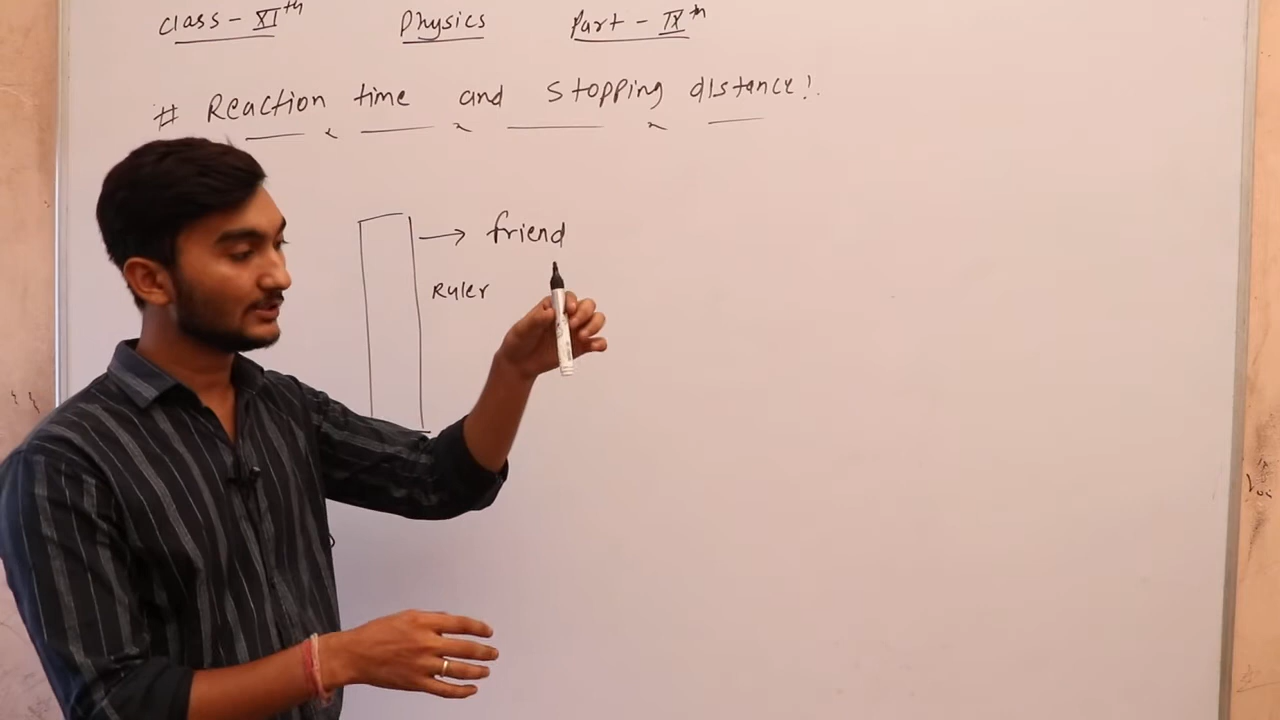 Class - XIth Physics Part - IXth
# Reaction time and Stopping distance!.
friend
Ruler